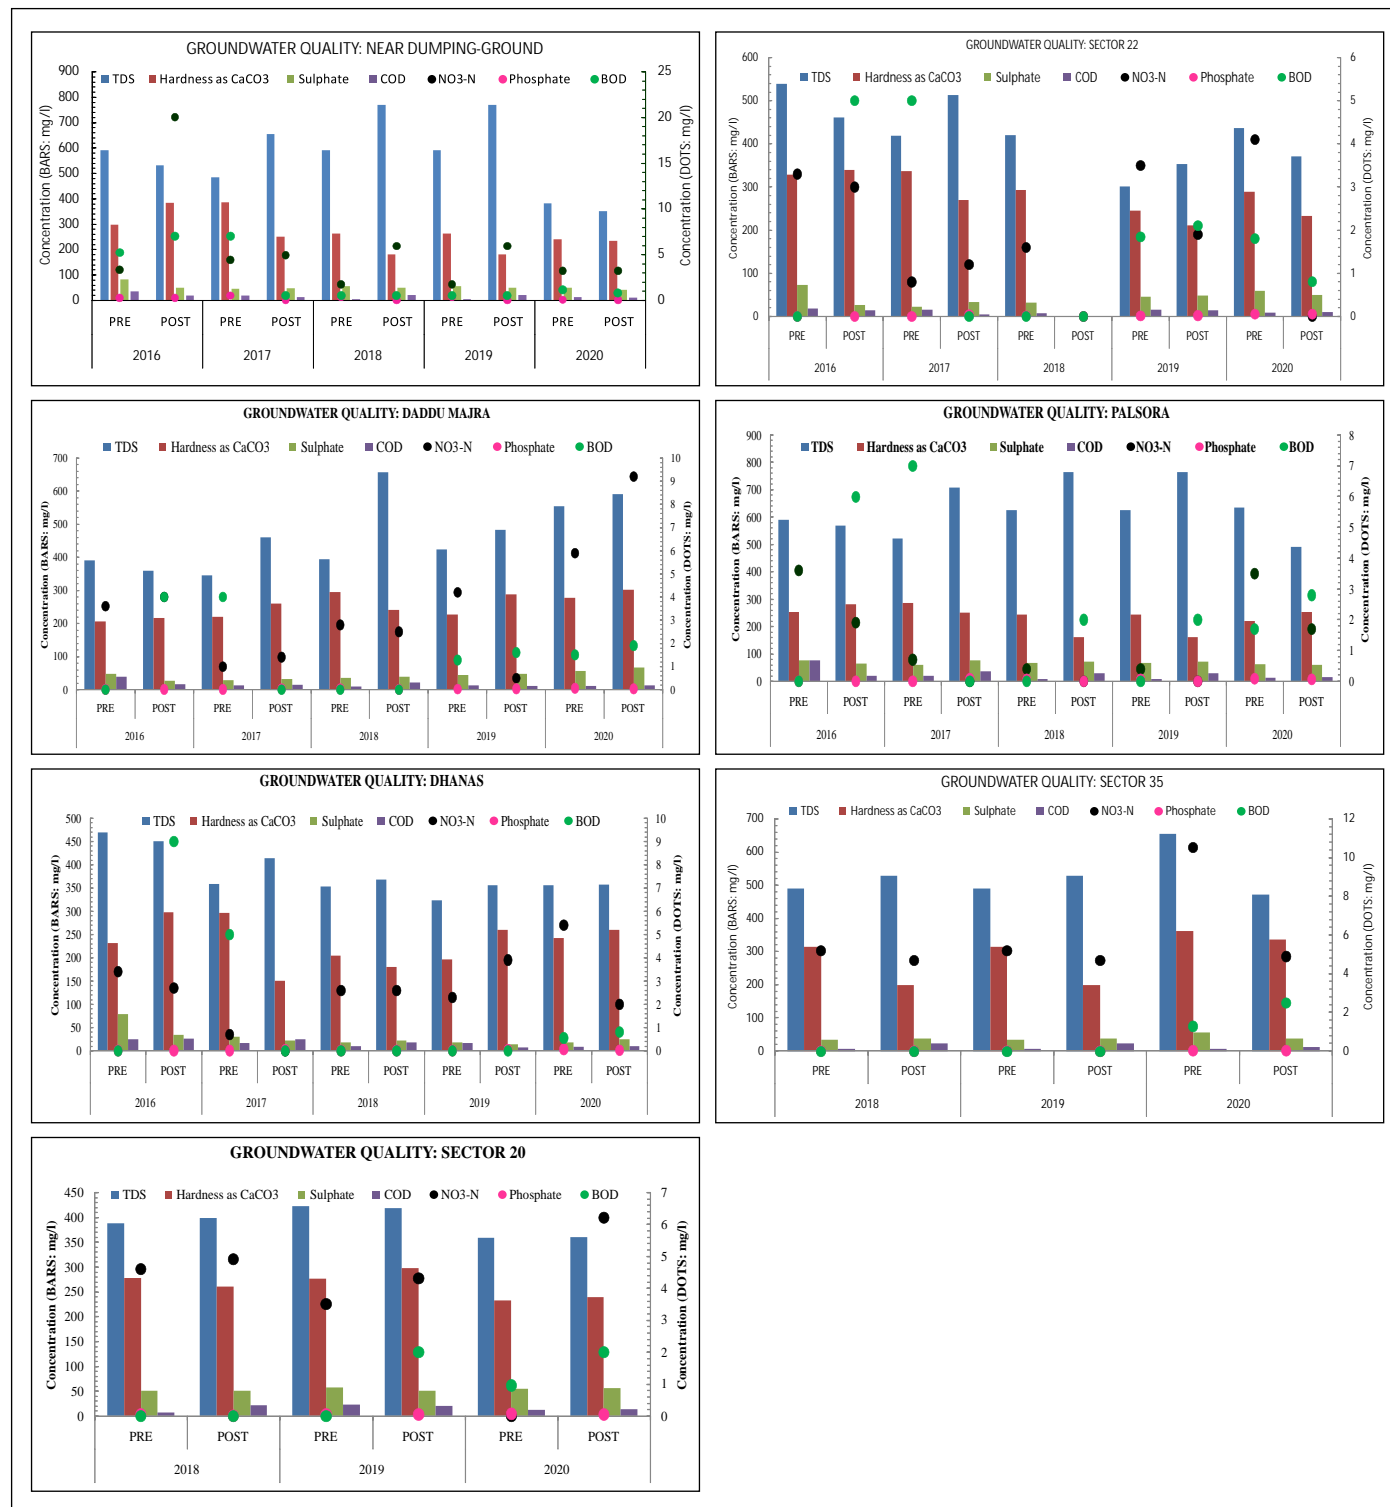 GROUNDWATER QUALITY: NEAR DUMPING-GROUND
TDS Hardness as CaCO3 Sulphate COD NO3-N Phosphate BOD
Concentration (BARS: mg/l)
900
800
700
600
500
400
300
200
100
0
25
20
15
10
5
0
Concentration (DOTS: mg/l)
PRE POST PRE POST PRE POST PRE POST PRE POST
2016 2017 2018 2019 2020
GROUNDWATER QUALITY: SECTOR 22
TDS Hardness as CaCO3 Sulphate COD NO3-N Phosphate BOD
Concentration (BARS: mg/l)
600
500
400
300
200
100
0
6
5
4
3
2
1
0
Concentration (DOTS: mg/l)
PRE POST PRE POST PRE POST PRE POST PRE POST
2016 2017 2018 2019 2020
GROUNDWATER QUALITY: DADDU MAJRA
TDS Hardness as CaCO3 Sulphate COD NO3-N Phosphate BOD
Concentration (BARS: mg/l)
700
600
500
400
300
200
100
0
10
9
8
7
6
5
4
3
2
1
0
Concentration (DOTS: mg/l)
PRE POST PRE POST PRE POST PRE POST PRE POST
2016 2017 2018 2019 2020
GROUNDWATER QUALITY: PALSORA
TDS Hardness as CaCO3 Sulphate COD NO3-N Phosphate BOD
Concentration (BARS: mg/l)
900
800
700
600
500
400
300
200
100
0
8
7
6
5
4
3
2
1
0
Concentration (DOTS: mg/l)
PRE POST PRE POST PRE POST PRE POST PRE POST
2016 2017 2018 2019 2020
GROUNDWATER QUALITY: DHANAS
TDS Hardness as CaCO3 Sulphate COD NO3-N Phosphate BOD
Concentration (BARS: mg/l)
500
450
400
350
300
250
200
150
100
50
0
10
9
8
7
6
5
4
3
2
1
0
Concentration (DOTS: mg/l)
PRE POST PRE POST PRE POST PRE POST PRE POST
2016 2017 2018 2019 2020
GROUNDWATER QUALITY: SECTOR 35
TDS Hardness as CaCO3 Sulphate COD NO3-N Phosphate BOD
Concentration (BARS: mg/l)
700
600
500
400
300
200
100
0
12
10
8
6
4
2
0
Concentration (DOTS: mg/l)
PRE POST PRE POST PRE POST
2018 2019 2020
GROUNDWATER QUALITY: SECTOR 20
TDS Hardness as CaCO3 Sulphate COD NO3-N Phosphate BOD
Concentration (BARS: mg/l)
450
400
350
300
250
200
150
100
50
0
7
6
5
4
3
2
1
0
Concentration (DOTS: mg/l)
PRE POST PRE POST PRE POST
2018 2019 2020